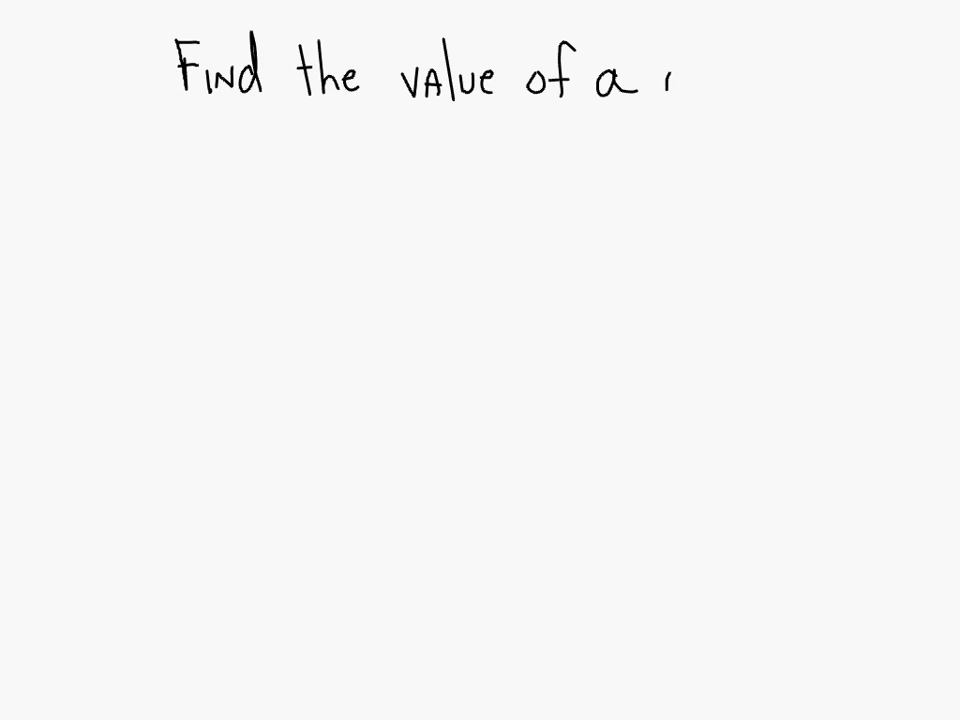 Find the value of a